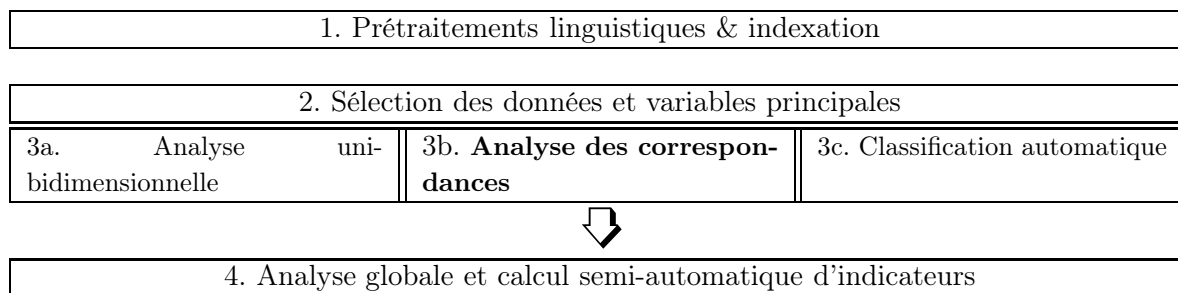 1. Prétraitements linguistiques & indexation
2. Sélection des données et variables principales
3a. Analyse uni-
bidimensionnelle
3b. Analyse des correspon-
dances
3c. Classification automatique
4. Analyse globale et calcul semi-automatique d'indicateurs